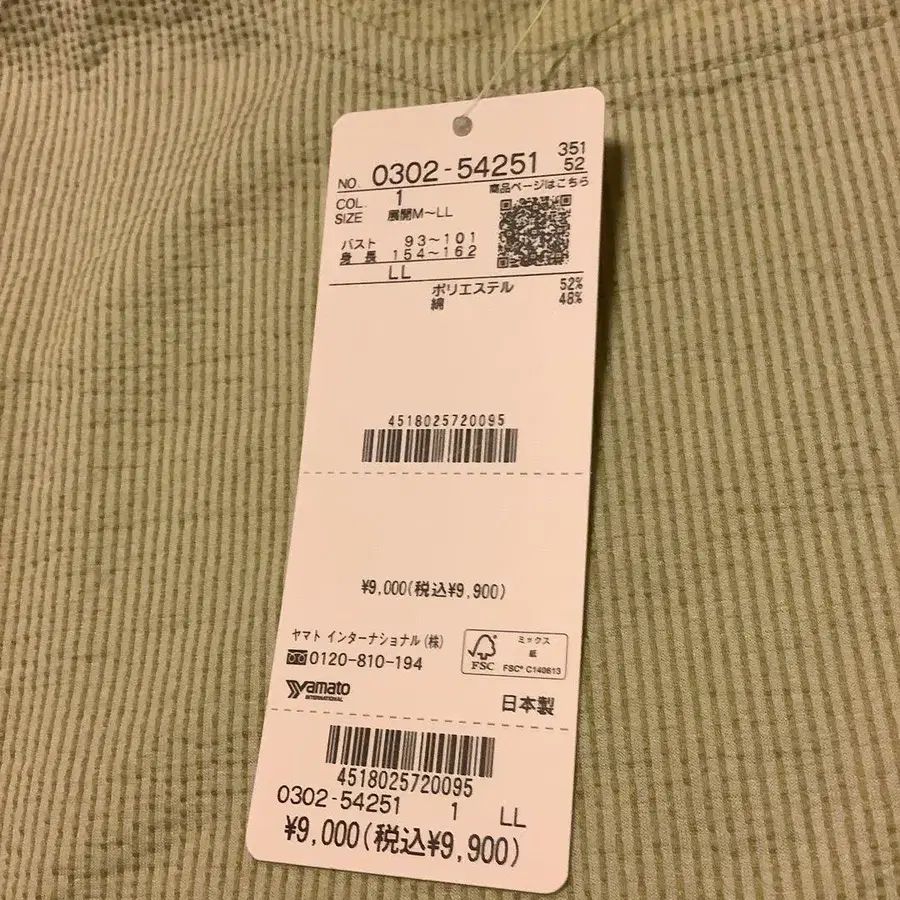 NO. 0302-54251 351 52
COL. 1 商品ページはこちら
SIZE 展開M〜LL
バスト 93〜101
身長 154〜162
LL
ポリエステル 52%
綿 48%
4518025720095
¥9,000(税込¥9,900)
ヤマト インターナショナル(株)
0120-810-194
FSC
ミックス
紙
FSC® C140613
Yamato
INTERNATIONAL
日本製
4518025720095
0302-54251 1 LL
¥9,000(税込¥9,900)